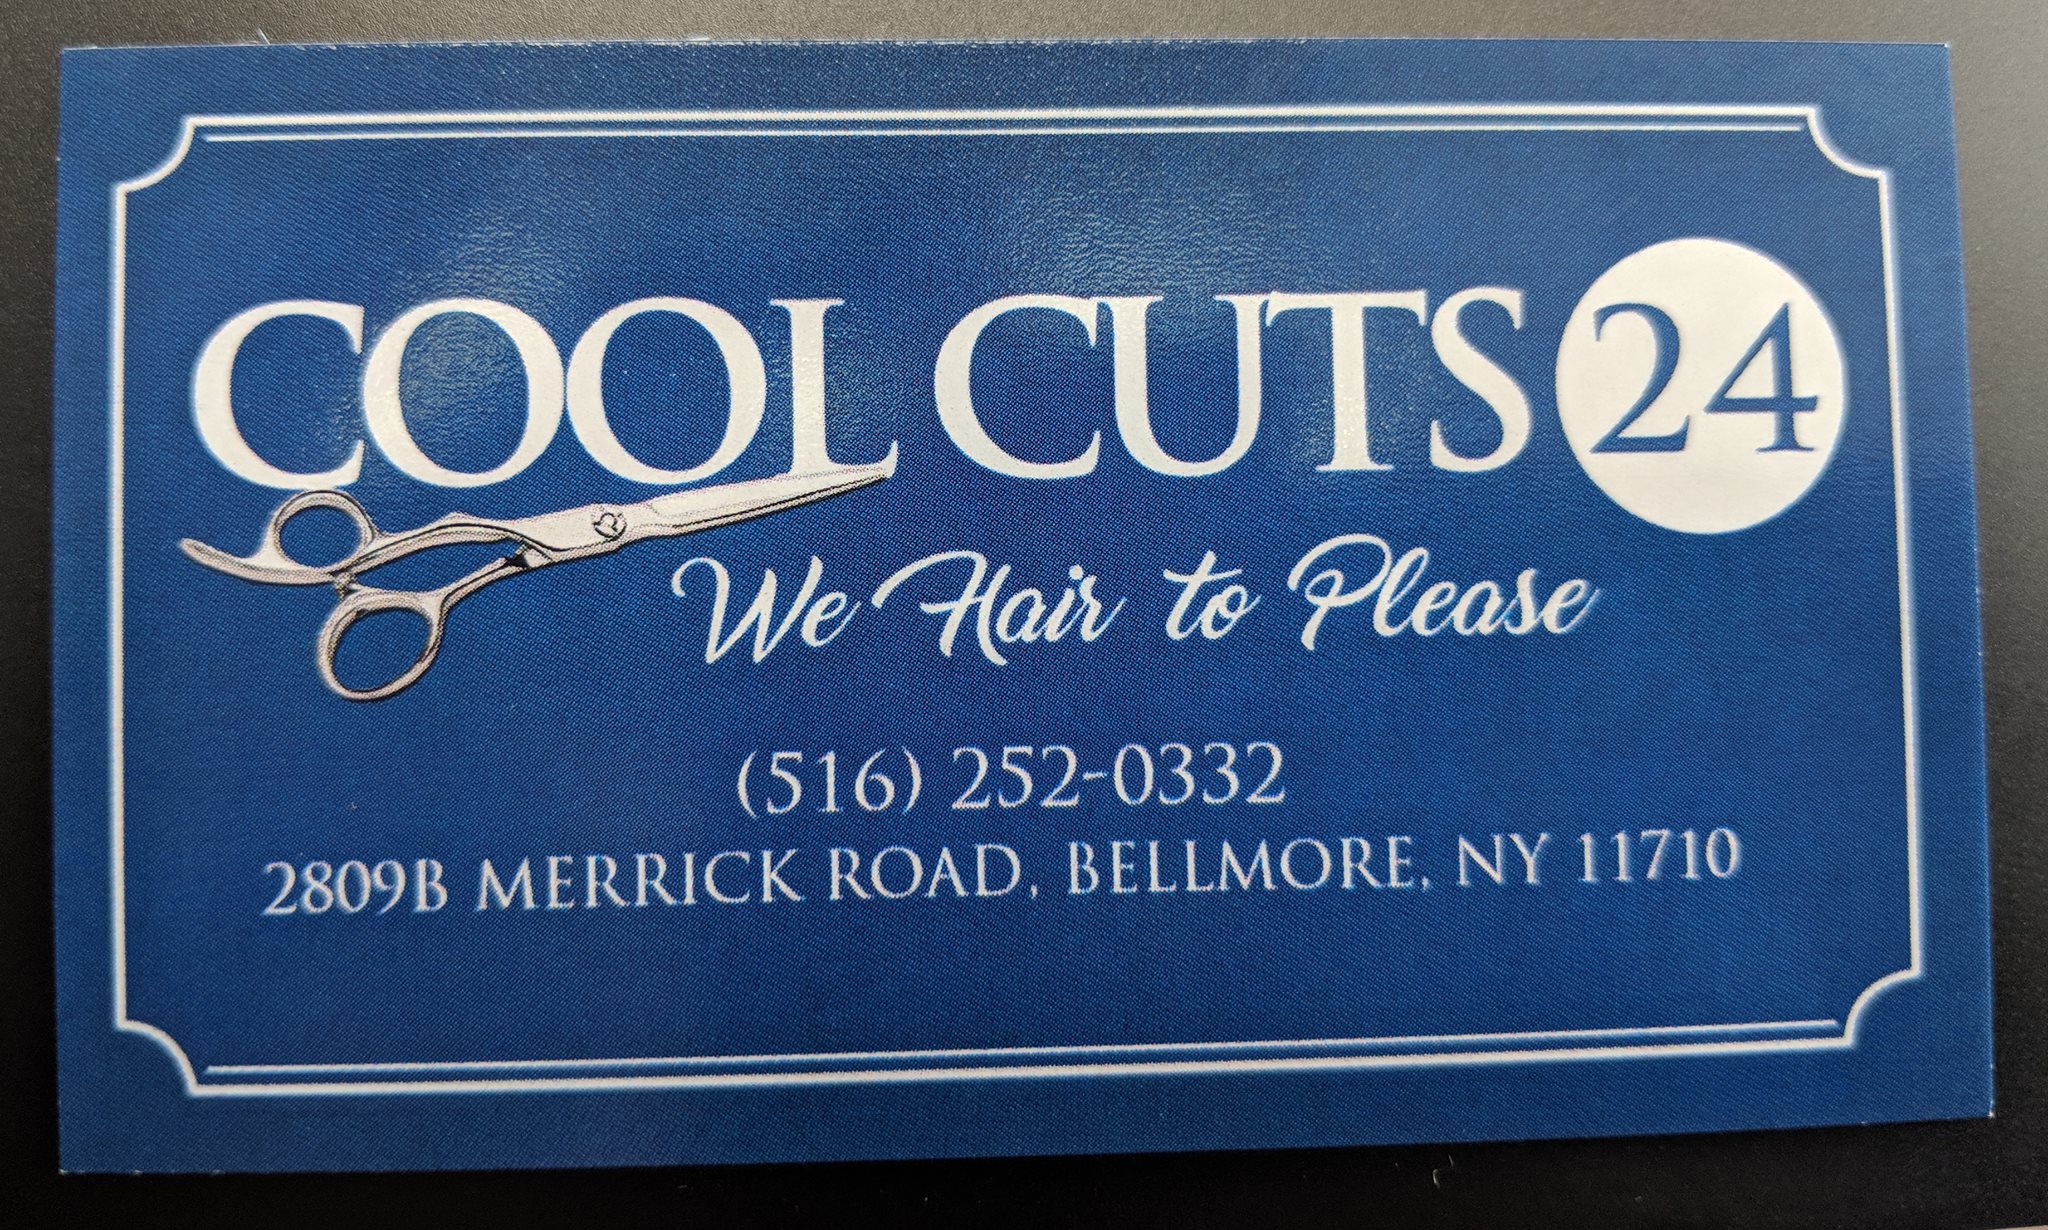 COOL CUTS 24
We Hair to Please
(516) 252-0332
2809B MERRICK ROAD, BELLMORE, NY 11710